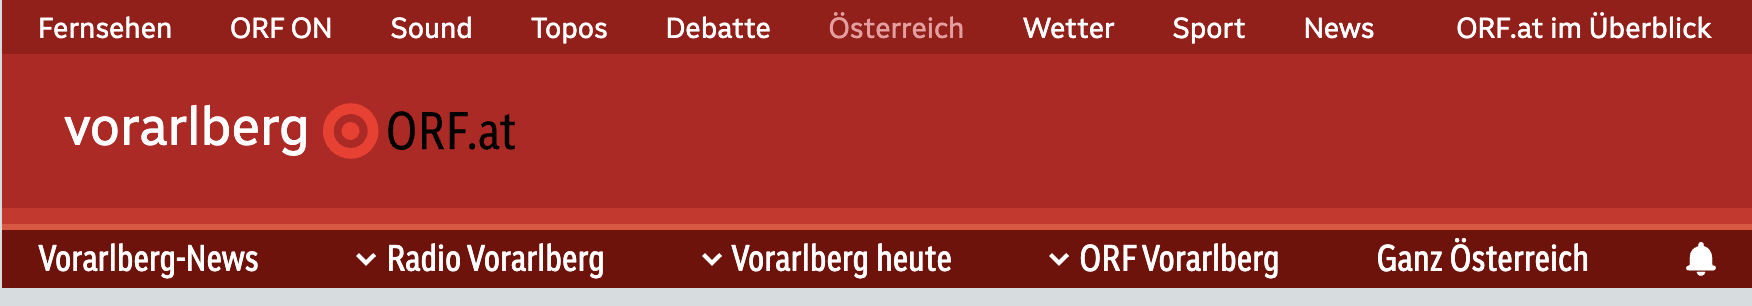 Fernsehen ORF ON Sound Topos Debatte Österreich Wetter Sport News ORF.at im Überblick
vorarlberg ORF.at
Vorarlberg-News Radio Vorarlberg Vorarlberg heute ORF Vorarlberg Ganz Österreich